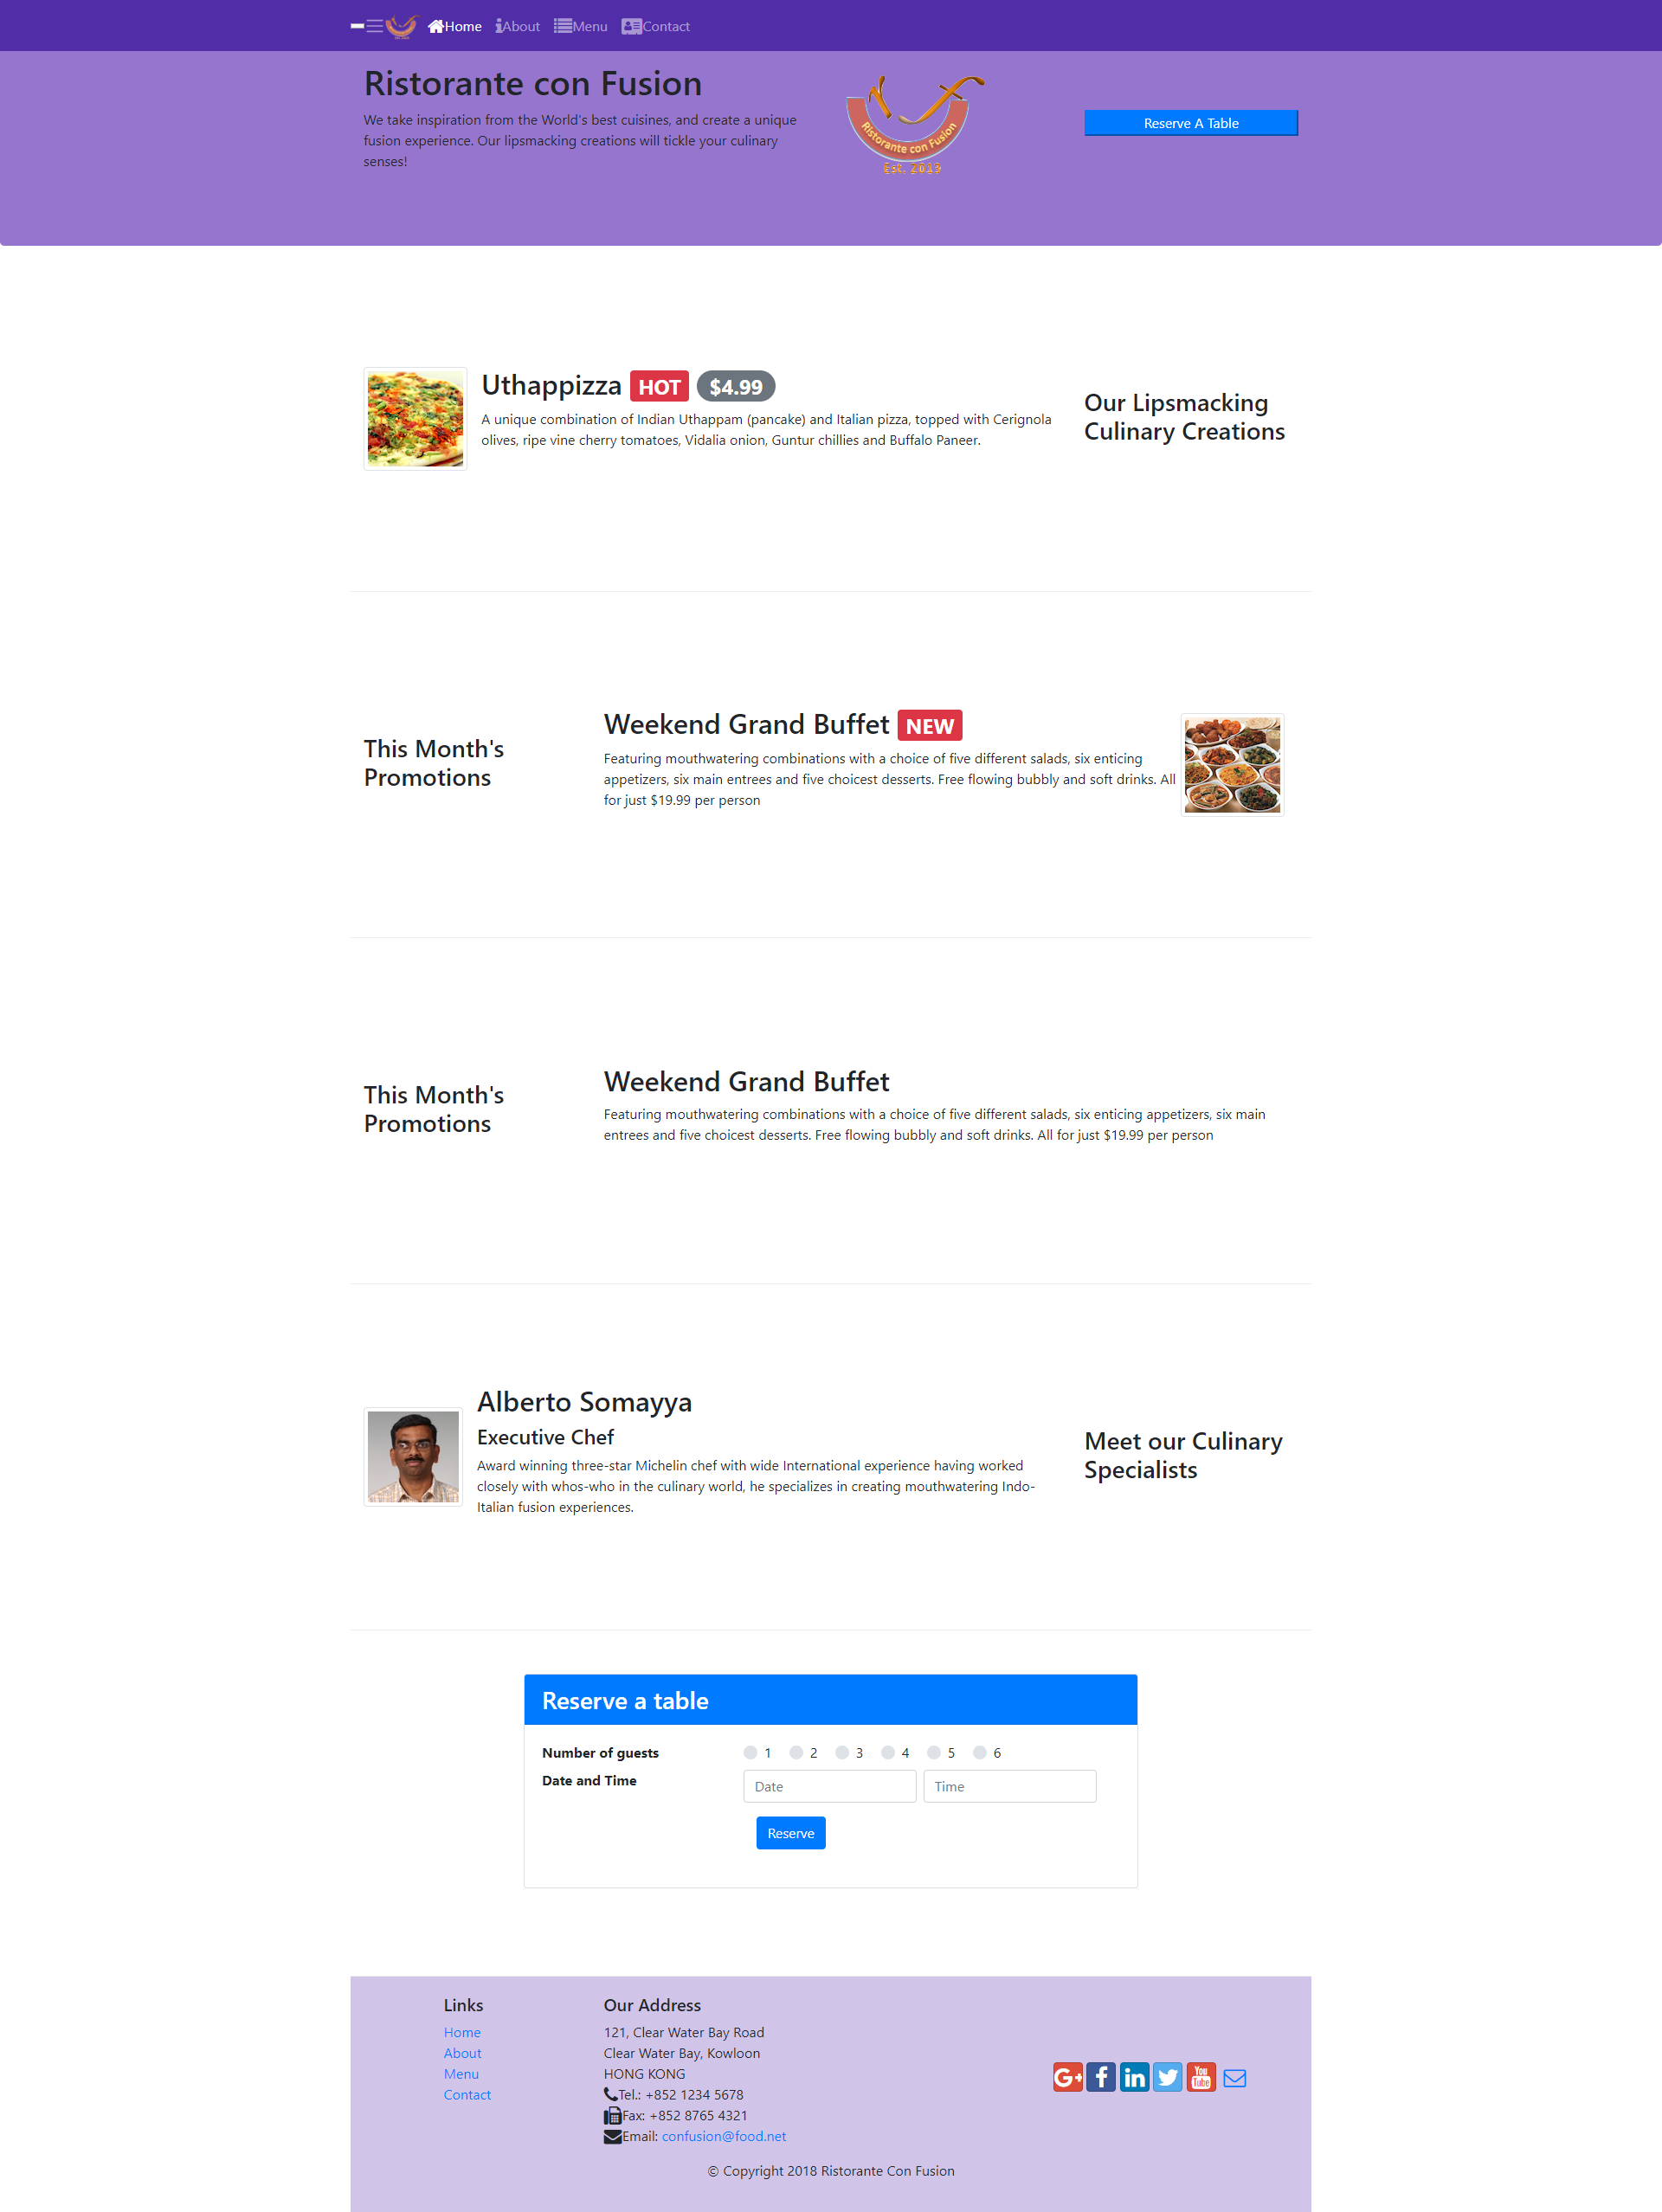 Home About Menu Contact
Ristorante con Fusion
We take inspiration from the World's best cuisines, and create a unique
fusion experience. Our lipsmacking creations will tickle your culinary
senses!
Ristorante con Fusion
Est. 2013
Reserve A Table
Uthappizza HOT $4.99
A unique combination of Indian Uthappam (pancake) and Italian pizza, topped with Cerignola
olives, ripe vine cherry tomatoes, Vidalia onion, Guntur chillies and Buffalo Paneer.
Our Lipsmacking
Culinary Creations
This Month's
Promotions
Weekend Grand Buffet NEW
Featuring mouthwatering combinations with a choice of five different salads, six enticing
appetizers, six main entrees and five choicest desserts. Free flowing bubbly and soft drinks. All
for just $19.99 per person
This Month's
Promotions
Weekend Grand Buffet
Featuring mouthwatering combinations with a choice of five different salads, six enticing appetizers, six main
entrees and five choicest desserts. Free flowing bubbly and soft drinks. All for just $19.99 per person
Alberto Somayya
Executive Chef
Award winning three-star Michelin chef with wide International experience having worked
closely with whos-who in the culinary world, he specializes in creating mouthwatering Indo-
Italian fusion experiences.
Meet our Culinary
Specialists
Reserve a table
Number of guests 1 2 3 4 5 6
Date and Time Date Time
Reserve
Links
Home
About
Menu
Contact
Our Address
121, Clear Water Bay Road
Clear Water Bay, Kowloon
HONG KONG
Tel.: +852 1234 5678
Fax: +852 8765 4321
Email: confusion@food.net
G+ f in You Tube
© Copyright 2018 Ristorante Con Fusion